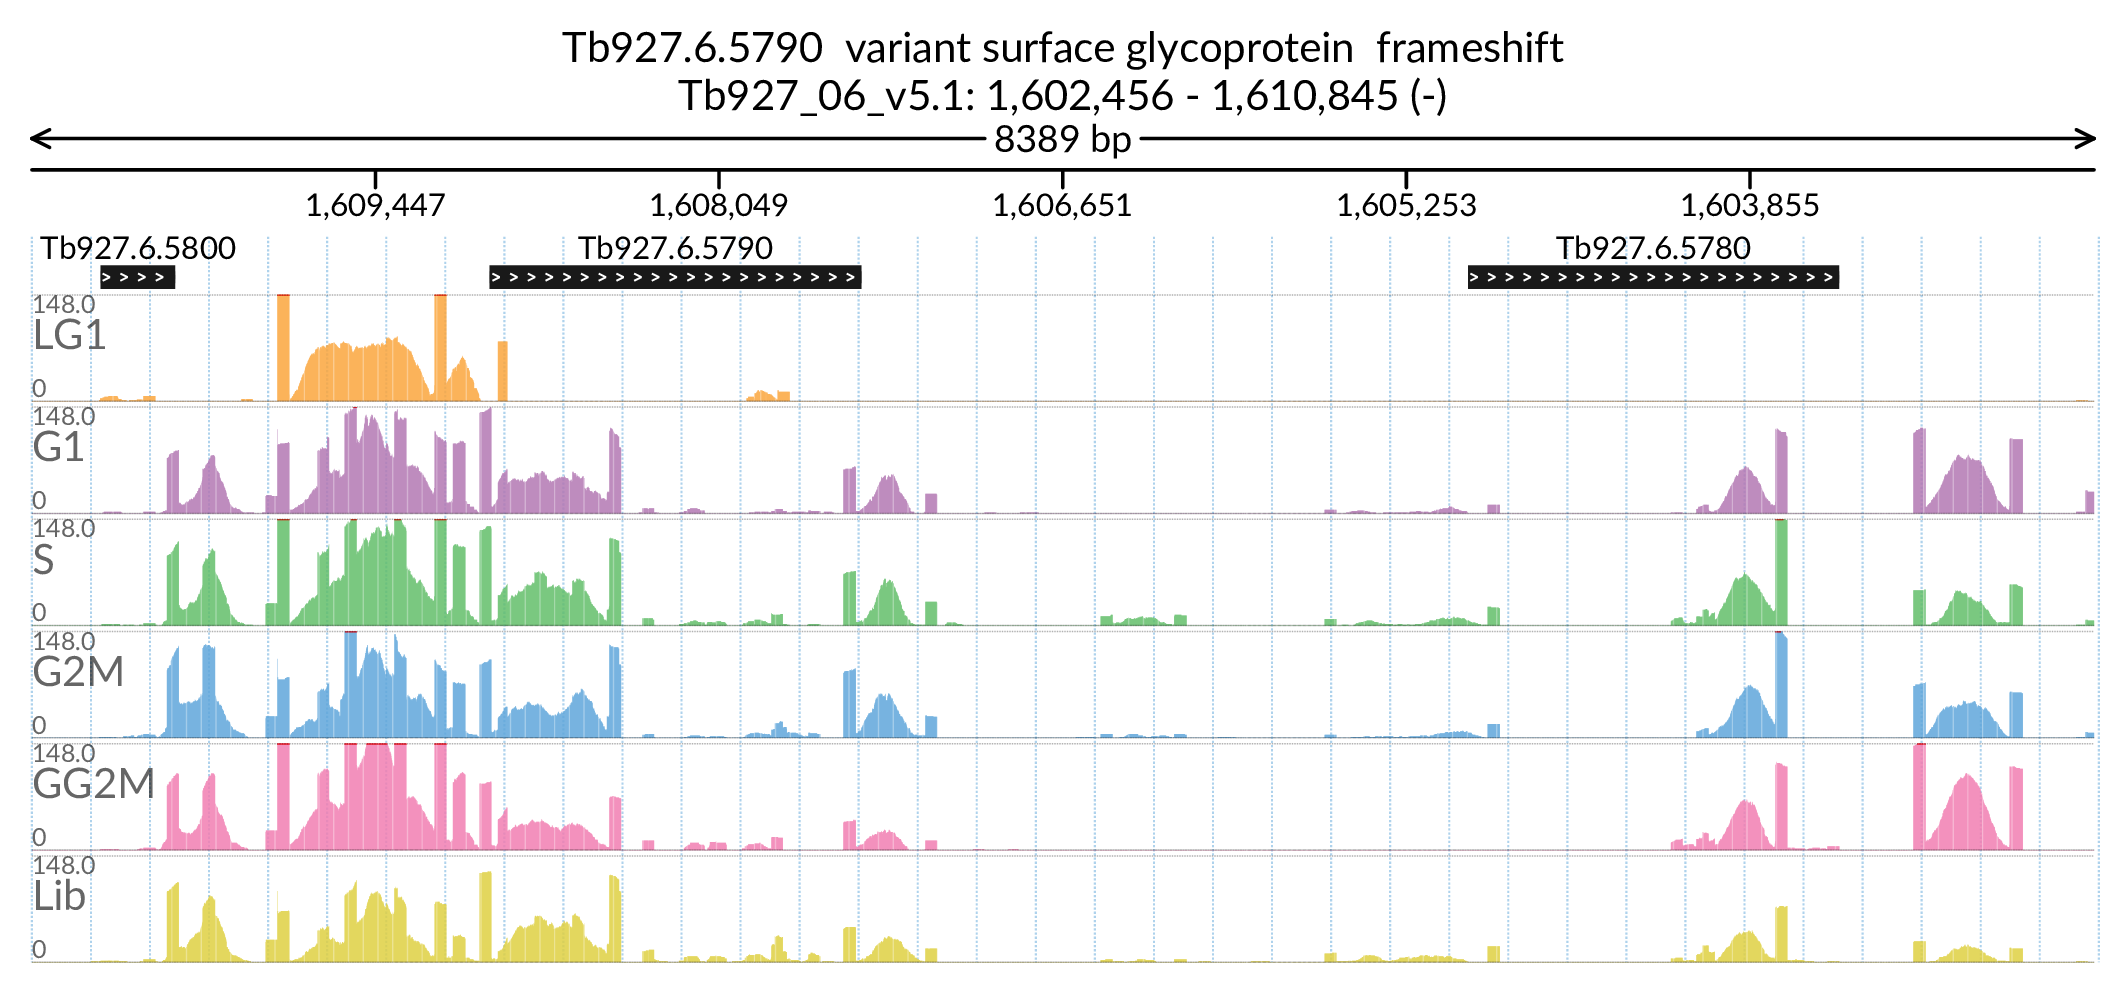 Tb927.6.5790  variant surface glycoprotein  frameshift
Tb927_06_v5.1: 1,602,456 - 1,610,845 (-)
8389 bp
1,609,447 1,608,049 1,606,651 1,605,253 1,603,855
Tb927.6.5800 Tb927.6.5790 Tb927.6.5780
148.0
LG1
0
148.0
G1
0
148.0
S
0
148.0
G2M
0
148.0
GG2M
0
148.0
Lib
0